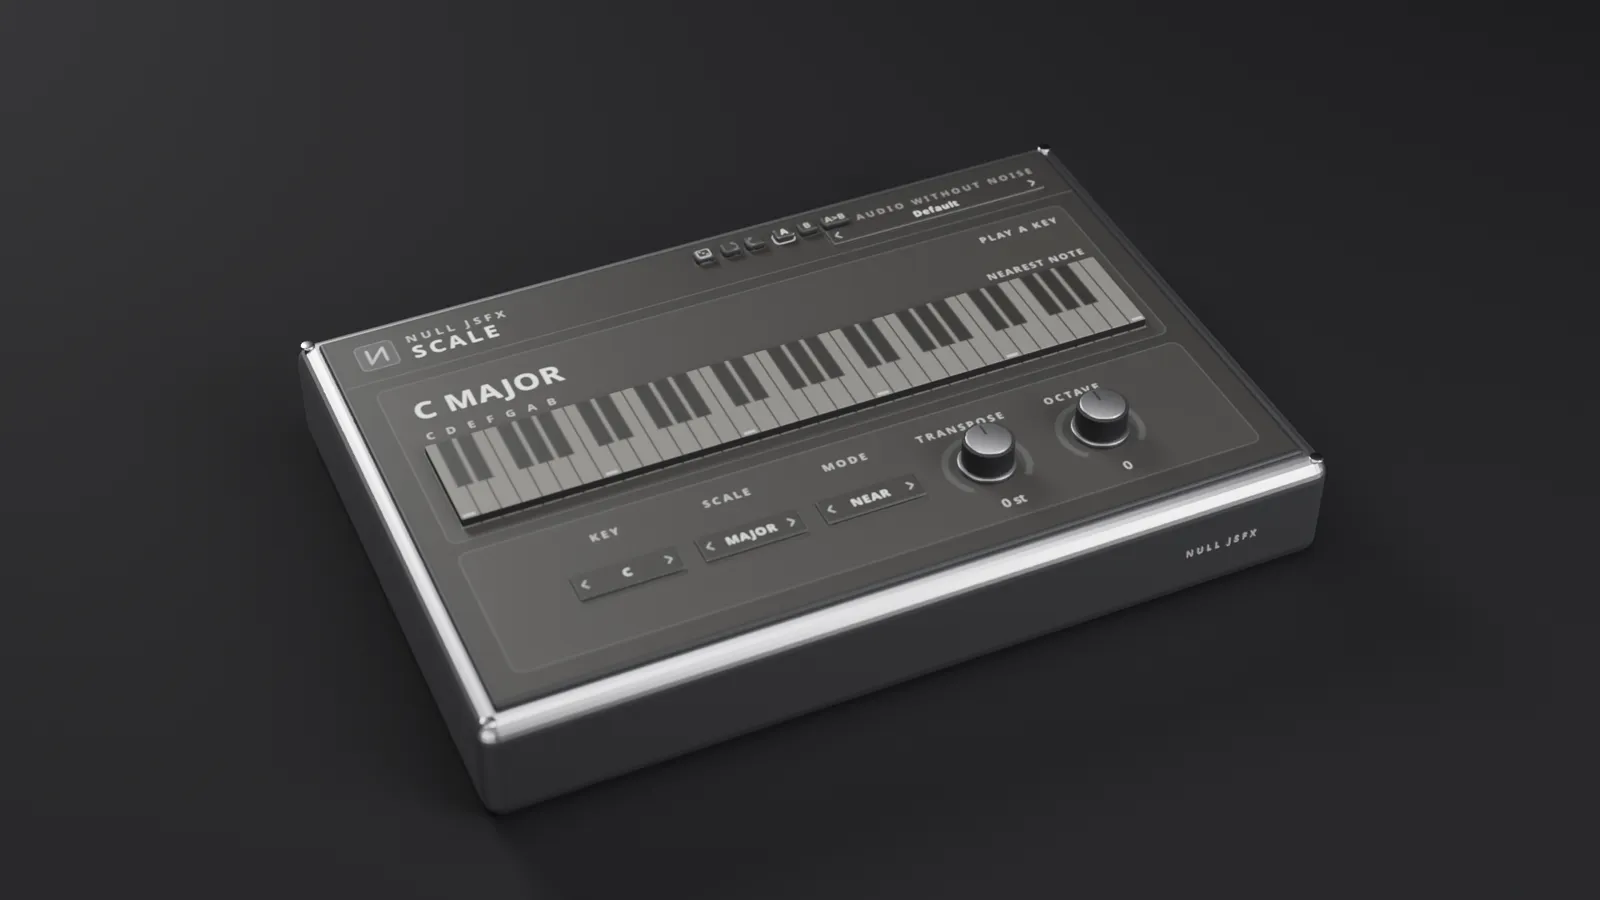 AUDIO WITHOUT NOISE
A B A>B
< Default >
NULL JSFX
SCALE
PLAY A KEY
NEAREST NOTE
C MAJOR
C D E F G A B
KEY
< C >
SCALE
< MAJOR >
MODE
< NEAR >
TRANSPOSE
0 st
OCTAVE
0
NULL JSFX